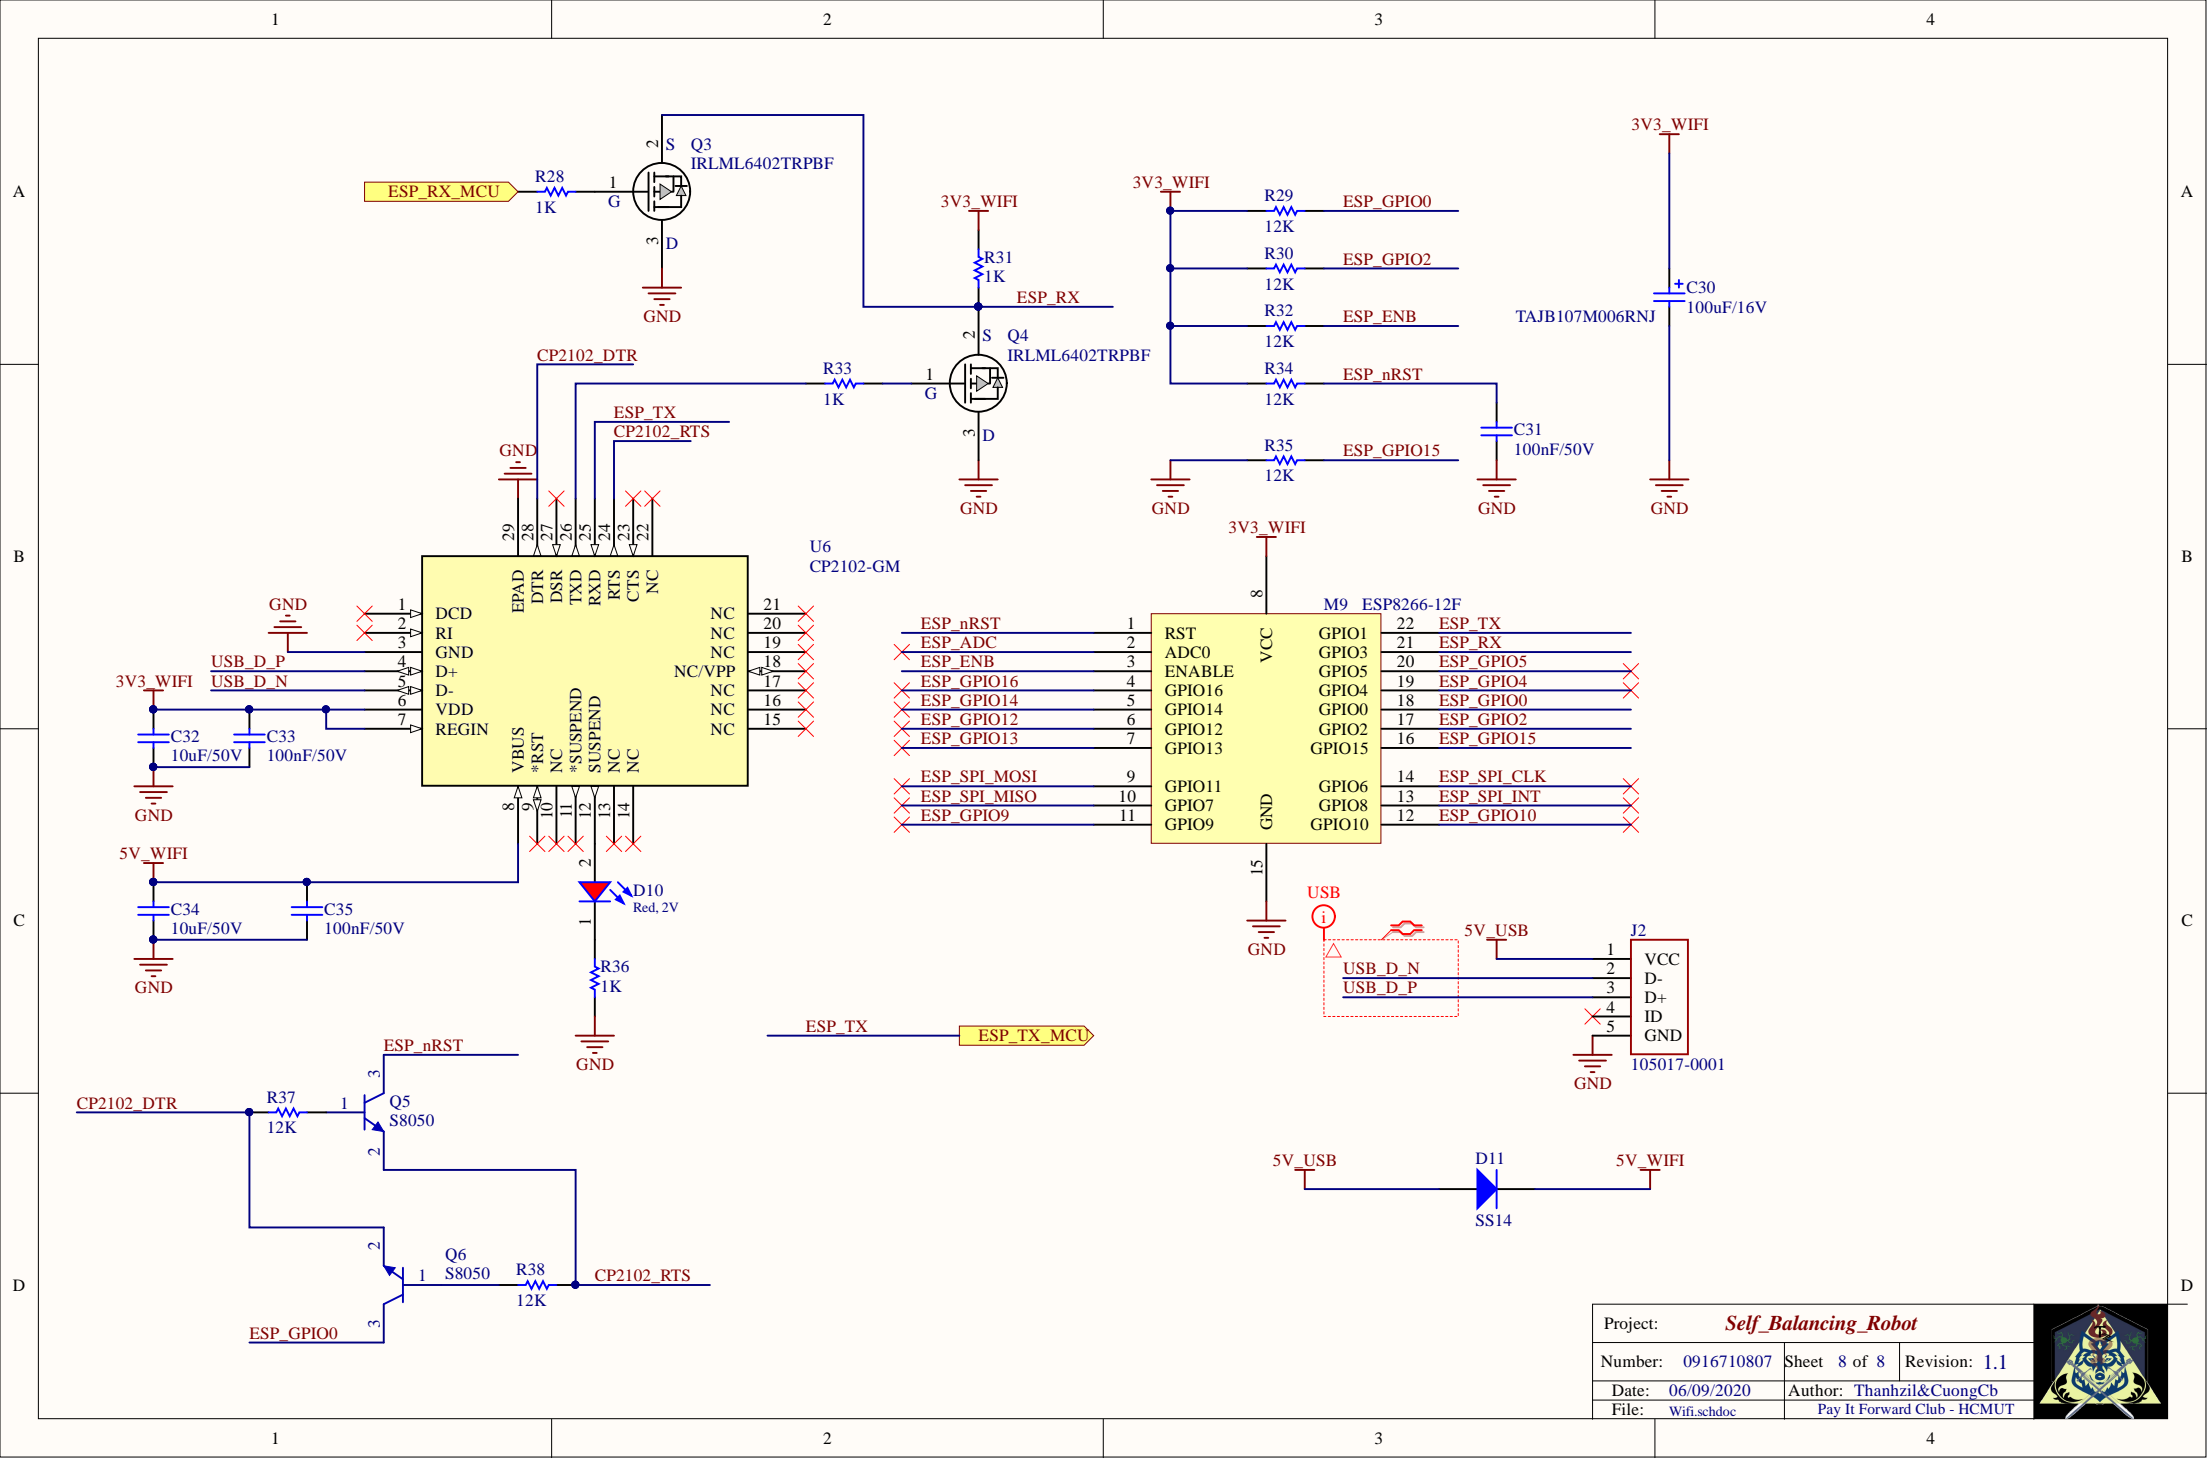 1 2 3 4
A
A
B
B
C
C
D
D
1 2 3 4
ESP_RX_MCU
R28
1K
1
G
2
S
Q3
IRLML6402TRPBF
3
D
GND
3V3_WIFI
R31
1K
ESP_RX
2
S
Q4
IRLML6402TRPBF
R33
1K
1
G
3
D
GND
3V3_WIFI
R29
12K
ESP_GPIO0
R30
12K
ESP_GPIO2
R32
12K
ESP_ENB
R34
12K
ESP_nRST
C31
100nF/50V
GND
R35
12K
ESP_GPIO15
GND
3V3_WIFI
+
C30
100uF/16V
TAJB107M006RNJ
GND
CP2102_DTR
ESP_TX
CP2102_RTS
GND
29 28 27 26 25 24 23 22
EPAD DTR DSR TXD RXD RTS CTS NC
U6
CP2102-GM
GND
USB_D_P
USB_D_N
3V3_WIFI
1 DCD
2 RI
3 GND
4 D+
5 D-
6 VDD
7 REGIN
NC 21
NC 20
NC 19
NC/VPP 18
NC 17
NC 16
NC 15
VBUS *RST NC *SUSPEND SUSPEND NC NC
8 9 10 11 12 13 14
C32
10uF/50V
C33
100nF/50V
GND
5V_WIFI
C34
10uF/50V
C35
100nF/50V
GND
2
D10
Red, 2V
1
R36
1K
GND
3V3_WIFI
8
VCC
M9 ESP8266-12F
ESP_nRST 1 RST
ESP_ADC 2 ADC0
ESP_ENB 3 ENABLE
ESP_GPIO16 4 GPIO16
ESP_GPIO14 5 GPIO14
ESP_GPIO12 6 GPIO12
ESP_GPIO13 7 GPIO13
ESP_SPI_MOSI 9 GPIO11
ESP_SPI_MISO 10 GPIO7
ESP_GPIO9 11 GPIO9
GPIO1 22 ESP_TX
GPIO3 21 ESP_RX
GPIO5 20 ESP_GPIO5
GPIO4 19 ESP_GPIO4
GPIO0 18 ESP_GPIO0
GPIO2 17 ESP_GPIO2
GPIO15 16 ESP_GPIO15
GPIO6 14 ESP_SPI_CLK
GPIO8 13 ESP_SPI_INT
GPIO10 12 ESP_GPIO10
GND
15
GND
USB
i
USB_D_N
USB_D_P
5V_USB
J2
1 VCC
2 D-
3 D+
4 ID
5 GND
105017-0001
GND
ESP_TX
ESP_TX_MCU
ESP_nRST
3
CP2102_DTR
R37
12K
1
Q5
S8050
2
2
Q6
S8050
1
R38
12K
CP2102_RTS
3
ESP_GPIO0
5V_USB
D11
SS14
5V_WIFI
Project: Self_Balancing_Robot
Number: 0916710807 Sheet 8 of 8 Revision: 1.1
Date: 06/09/2020 Author: Thanhzil&CuongCb
File: Wifi.schdoc Pay It Forward Club - HCMUT